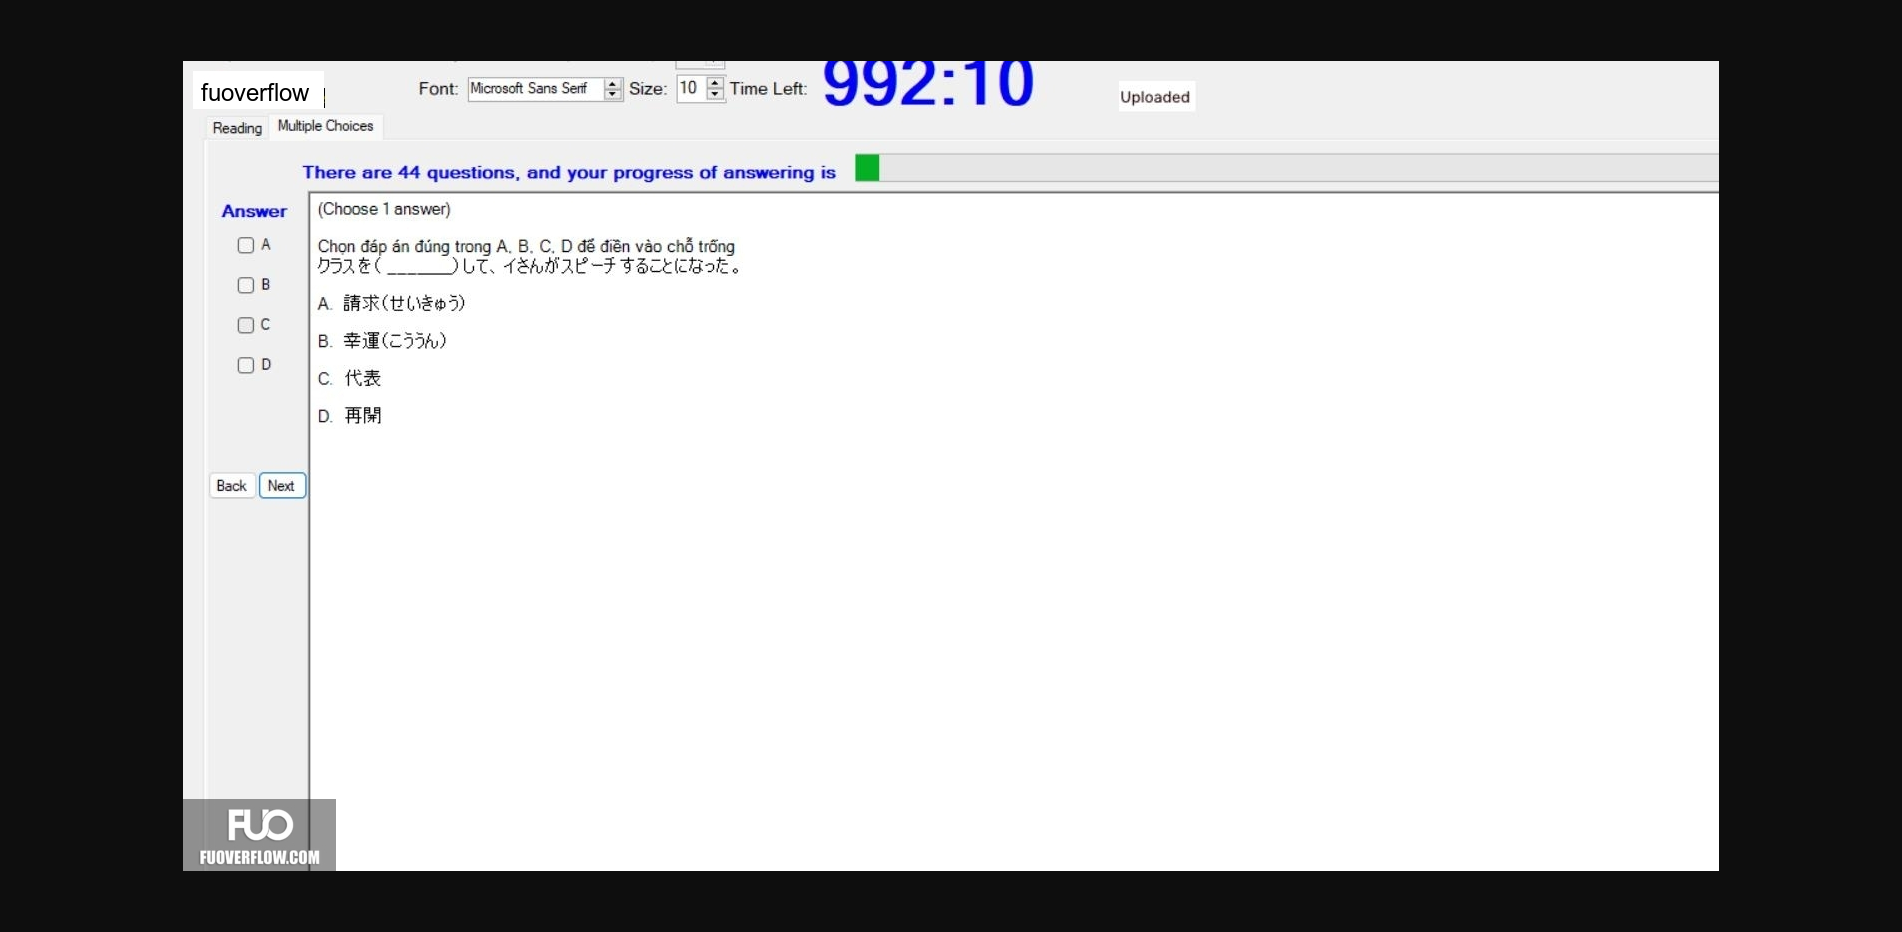 fuoverflow
Font: Microsoft Sans Serif Size: 10 Time Left: 992:10
Uploaded
Reading Multiple Choices
There are 44 questions, and your progress of answering is
Answer
A
B
C
D
Back Next
(Choose 1 answer)
Chọn đáp án đúng trong A, B, C, D để điền vào chỗ trống
クラスを( _______)して、イさんがスピーチすることになった。
A. 請求(せいきゅう)
B. 幸運(こううん)
C. 代表
D. 再開
FUO
FUOVERFLOW.COM